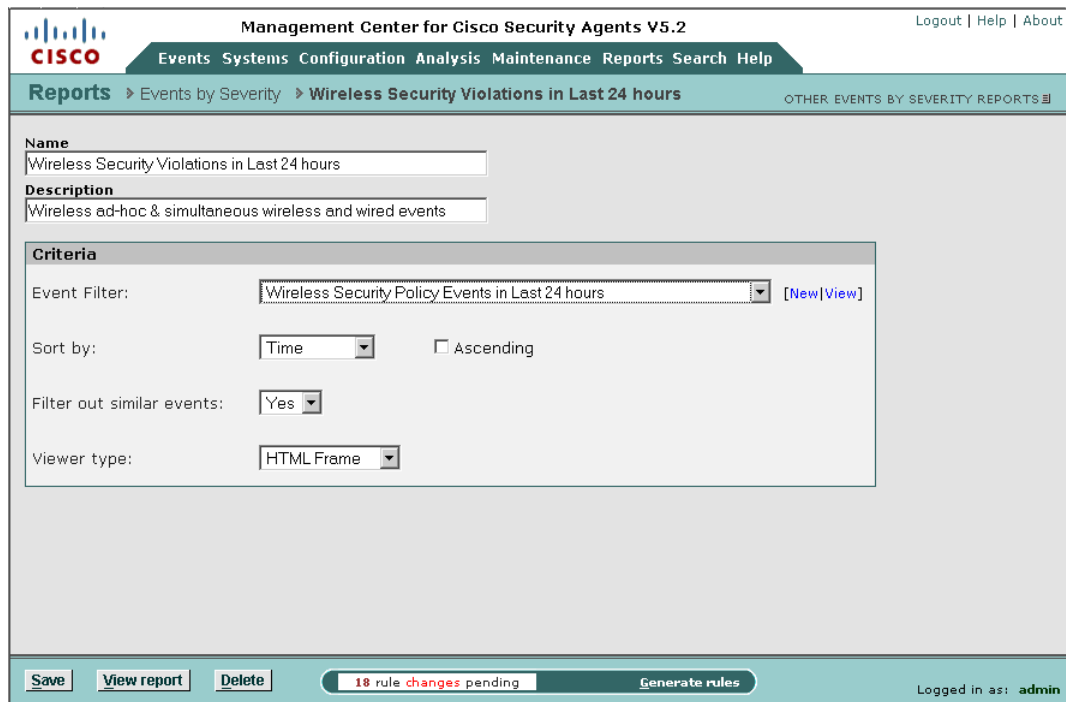 Management Center for Cisco Security Agents V5.2
Logout | Help | About
CISCO
Events Systems Configuration Analysis Maintenance Reports Search Help
Reports Events by Severity Wireless Security Violations in Last 24 hours
OTHER EVENTS BY SEVERITY REPORTS
Name
Wireless Security Violations in Last 24 hours
Description
Wireless ad-hoc & simultaneous wireless and wired events
Criteria
Event Filter: Wireless Security Policy Events in Last 24 hours [New|View]
Sort by: Time Ascending
Filter out similar events: Yes
Viewer type: HTML Frame
Save View report Delete 18 rule changes pending Generate rules
Logged in as: admin